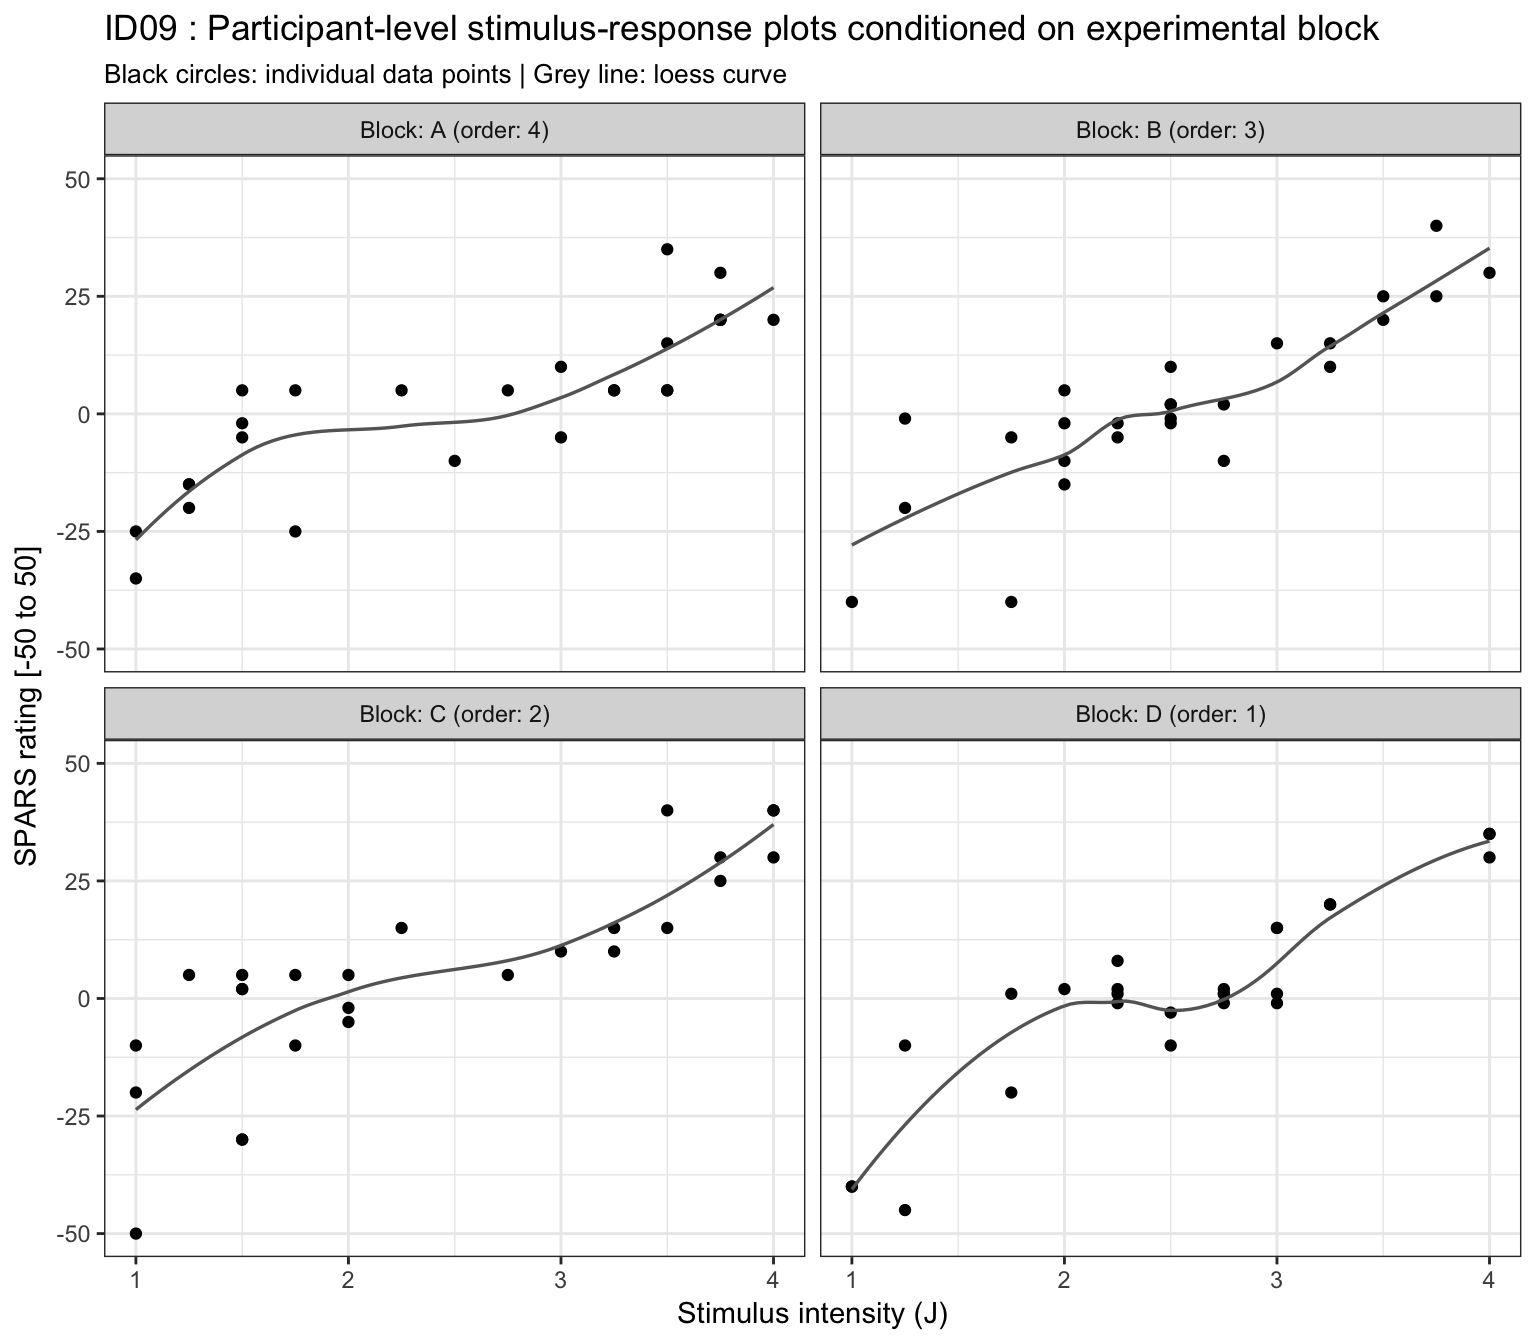 ID09 : Participant-level stimulus-response plots conditioned on experimental block
Black circles: individual data points | Grey line: loess curve
Block: A (order: 4)
Block: B (order: 3)
50
25
0
-25
-50
Block: C (order: 2)
Block: D (order: 1)
50
25
0
-25
-50
SPARS rating [-50 to 50]
1 2 3 4 1 2 3 4
Stimulus intensity (J)